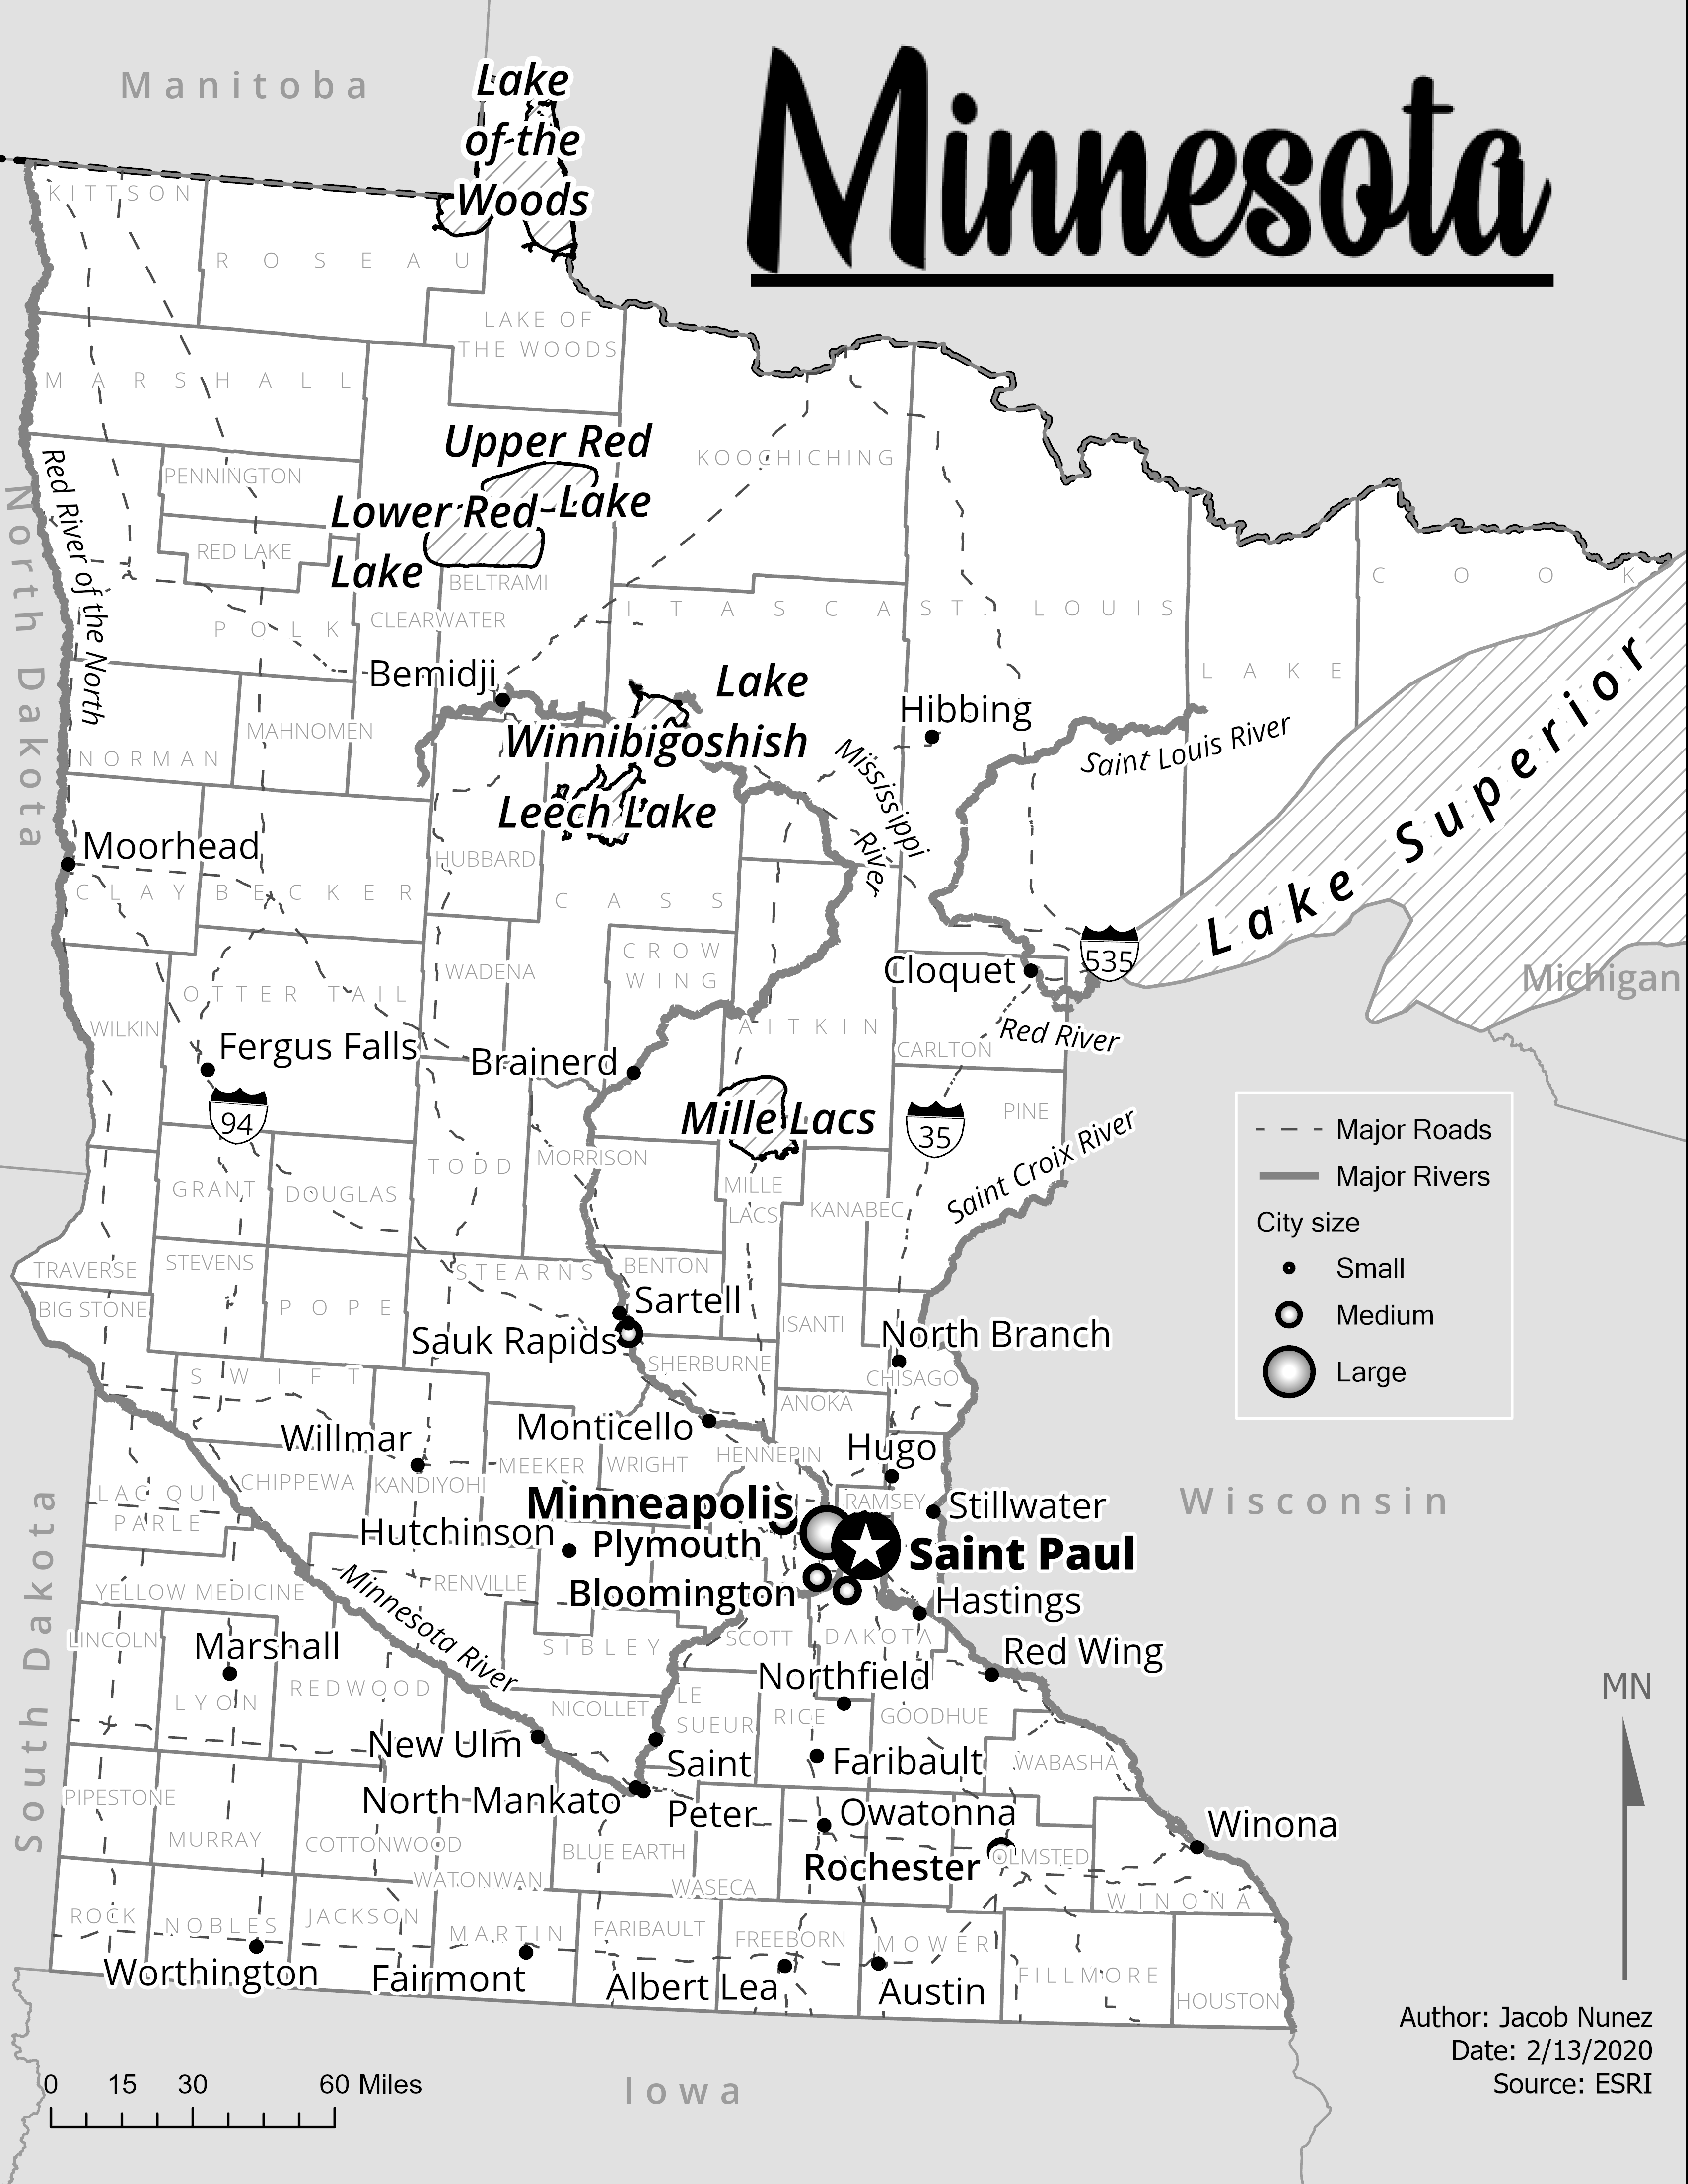 Minnesota
Manitoba
Lake
of the
Woods
KITTSON
ROSEAU
LAKE OF
THE WOODS
MARSHALL
Upper Red
Lake
KOOCHICHING
PENNINGTON
Lower Red
Lake
RED LAKE
BELTRAMI
CLEARWATER
POLK
ITASCA
ST. LOUIS
COOK
LAKE
North Dakota
Red River of the North
Bemidji
Lake
Winnibigoshish
Hibbing
Saint Louis River
Mississippi
River
Lake Superior
MAHNOMEN
NORMAN
Leech Lake
Moorhead
HUBBARD
CLAY
BECKER
CASS
CROW
WING
WADENA
Cloquet
535
Michigan
OTTER TAIL
WILKIN
AITKIN
Red River
CARLTON
Fergus Falls
Brainerd
94
Mille Lacs
35
PINE
Saint Croix River
MORRISON
TODD
GRANT
DOUGLAS
MILLE
LACS
KANABEC
Major Roads
Major Rivers
City size
Small
Medium
Large
TRAVERSE
STEVENS
STEARNS
BENTON
BIG STONE
POPE
Sartell
ISANTI
Sauk Rapids
North Branch
SHERBURNE
CHISAGO
SWIFT
ANOKA
Monticello
Willmar
Hugo
HENNEPIN
MEEKER
WRIGHT
CHIPPEWA
KANDIYOHI
LAC QUI
PARLE
Minneapolis
RAMSEY
Stillwater
Wisconsin
Hutchinson
Plymouth
Saint Paul
South Dakota
YELLOW MEDICINE
RENVILLE
Bloomington
Hastings
Minnesota River
LINCOLN
Marshall
SIBLEY
SCOTT
DAKOTA
Red Wing
LYON
REDWOOD
Northfield
NICOLLET
LE
SUEUR
RICE
GOODHUE
MN
New Ulm
Saint
Peter
Faribault
WABASHA
PIPESTONE
North Mankato
Owatonna
Winona
MURRAY
COTTONWOOD
BLUE EARTH
Rochester
OLMSTED
WATONWAN
WASECA
WINONA
ROCK
NOBLES
JACKSON
MARTIN
FARIBAULT
FREEBORN
MOWER
FILLMORE
HOUSTON
Worthington
Fairmont
Albert Lea
Austin
Author: Jacob Nunez
Date: 2/13/2020
Source: ESRI
0 15 30 60 Miles
Iowa